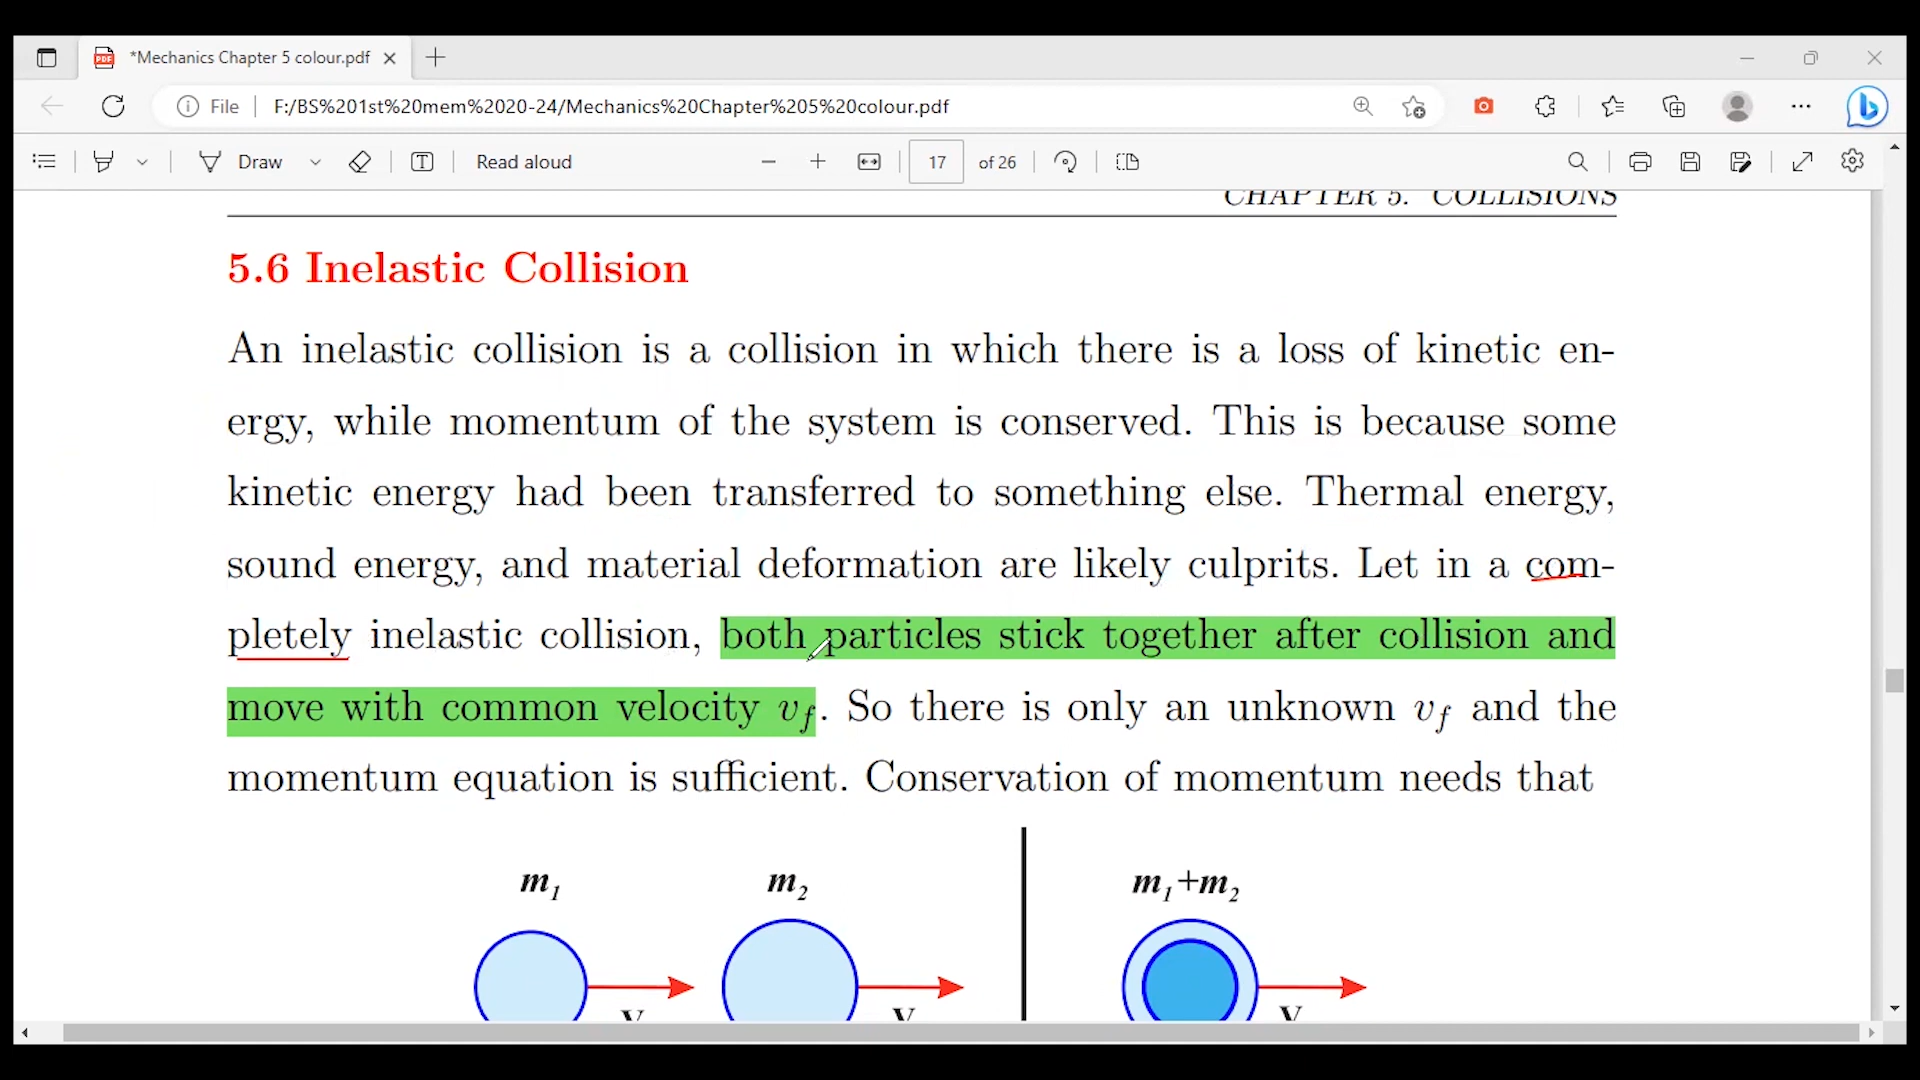 *Mechanics Chapter 5 colour.pdf
File F:/BS%201st%20mem%2020-24/Mechanics%20Chapter%205%20colour.pdf
Draw Read aloud 17 of 26
CHAPTER 5. COLLISIONS
5.6 Inelastic Collision
An inelastic collision is a collision in which there is a loss of kinetic en-
ergy, while momentum of the system is conserved. This is because some
kinetic energy had been transferred to something else. Thermal energy,
sound energy, and material deformation are likely culprits. Let in a com-
pletely inelastic collision, both particles stick together after collision and
move with common velocity v_f. So there is only an unknown v_f and the
momentum equation is sufficient. Conservation of momentum needs that
m₁ m₂ m₁+m₂